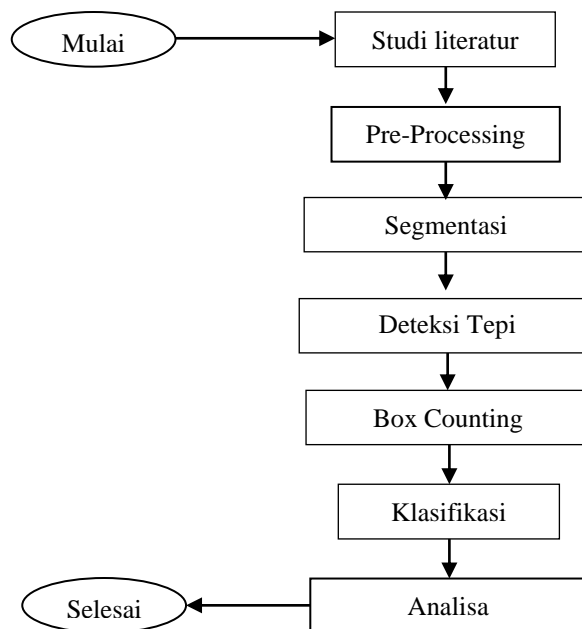 Mulai
Studi literatur
Pre-Processing
Segmentasi
Deteksi Tepi
Box Counting
Klasifikasi
Analisa
Selesai